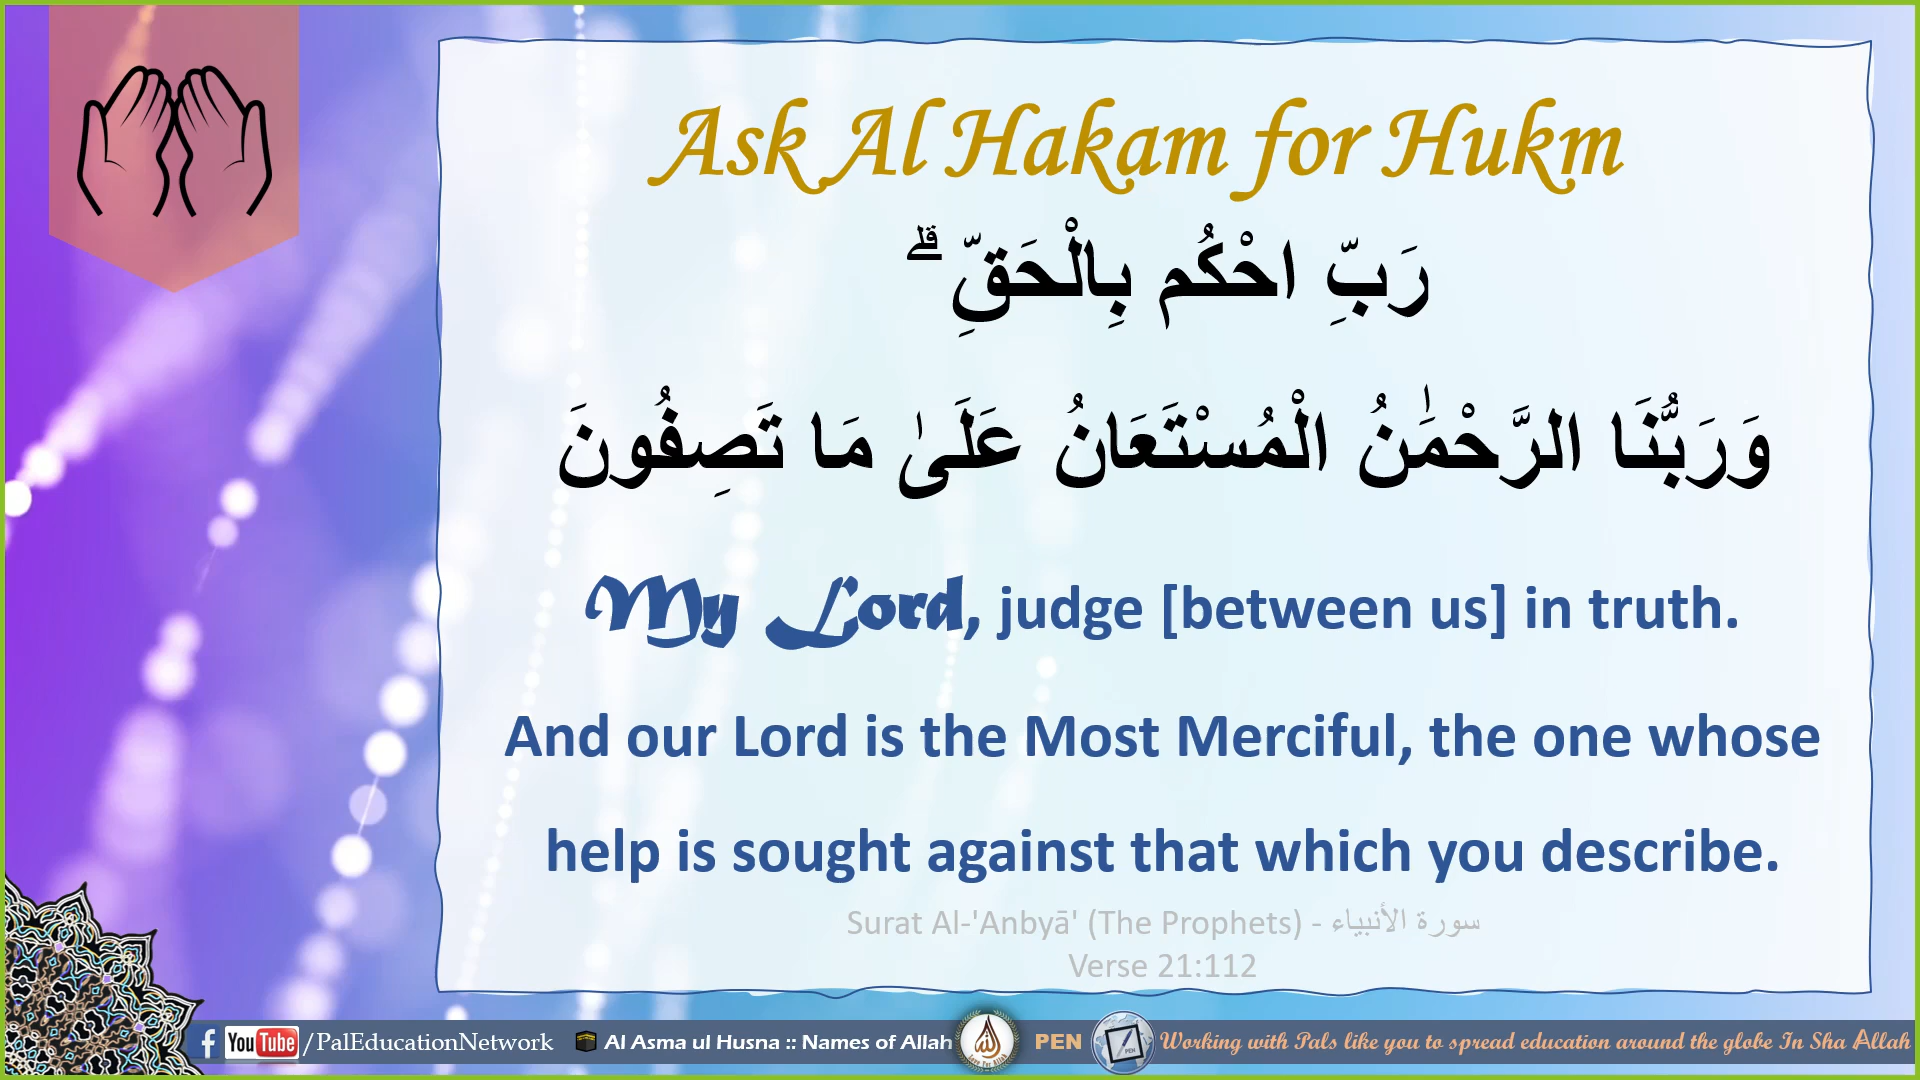 Ask Al Hakam for Hukm
رَبِّ احْكُم بِالْحَقِّ ۗ
وَرَبُّنَا الرَّحْمَٰنُ الْمُسْتَعَانُ عَلَىٰ مَا تَصِفُونَ
My Lord, judge [between us] in truth.
And our Lord is the Most Merciful, the one whose
help is sought against that which you describe.
Surat Al-'Anbyā' (The Prophets) - سورة الأنبياء
Verse 21:112
f YouTube /PalEducationNetwork Al Asma ul Husna :: Names of Allah PEN Working with Pals like you to spread education around the globe In Sha Allah